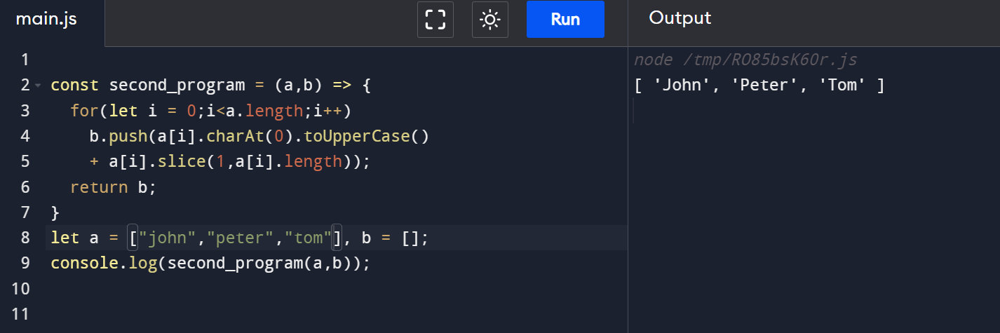 main.js
Run
Output
1
2 const second_program = (a,b) => {
3 for(let i = 0;i<a.length;i++)
4 b.push(a[i].charAt(0).toUpperCase()
5 + a[i].slice(1,a[i].length));
6 return b;
7 }
8 let a = ["john","peter","tom"], b = [];
9 console.log(second_program(a,b));
10
11
node /tmp/RO85bsK6Or.js
[ 'John', 'Peter', 'Tom' ]